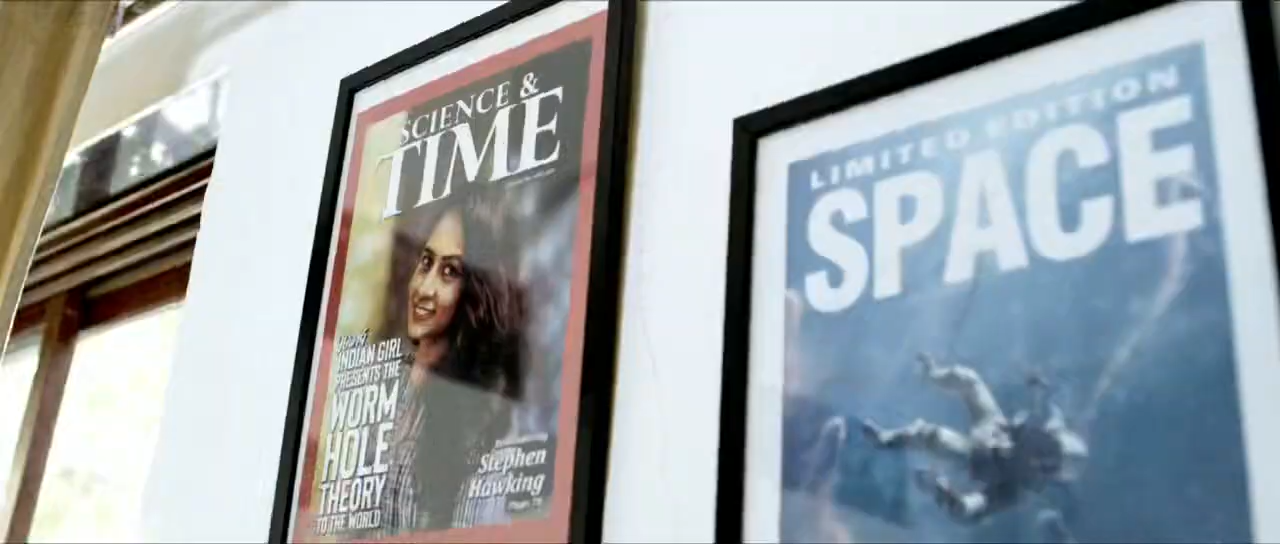 SCIENCE &
TIME
INDIAN GIRL
PRESENTS THE
WORM
HOLE
THEORY
TO THE WORLD
Stephen
Hawking
LIMITED EDITION
SPACE